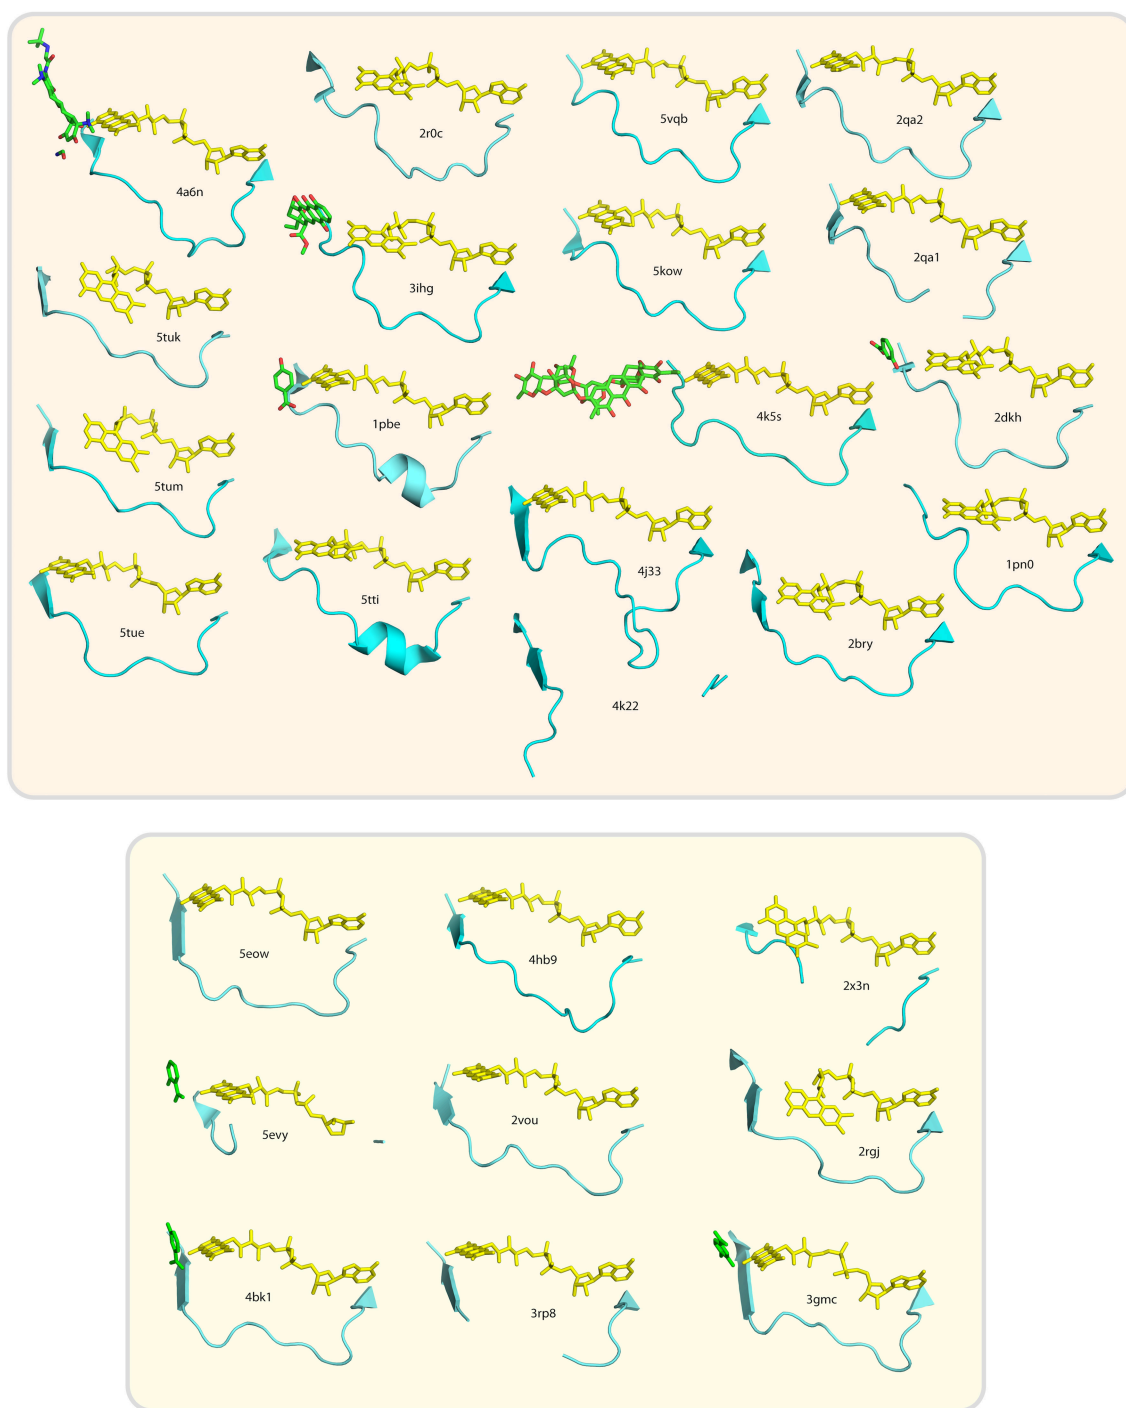 2r0c
5vqb
2qa2
4a6n
2qa1
5kow
3ihg
5tuk
4k5s
2dkh
1pbe
5tum
1pn0
4j33
5tti
5tue
2bry
4k22
5eow
4hb9
2x3n
5evy
2vou
2rgj
4bk1
3rp8
3gmc